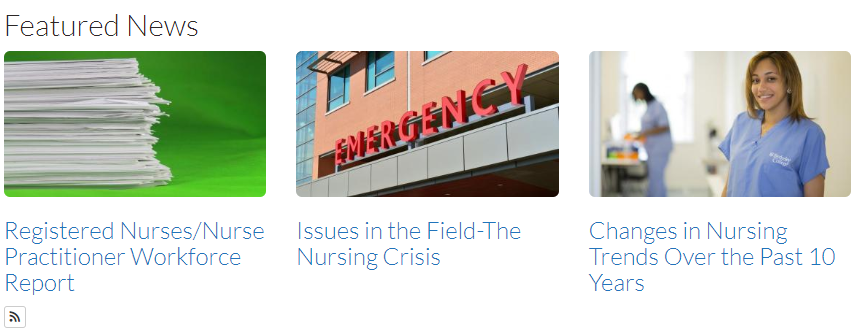 Featured News
EMERGENCY
Registered Nurses/Nurse
Practitioner Workforce
Report
Issues in the Field-The
Nursing Crisis
Changes in Nursing
Trends Over the Past 10
Years